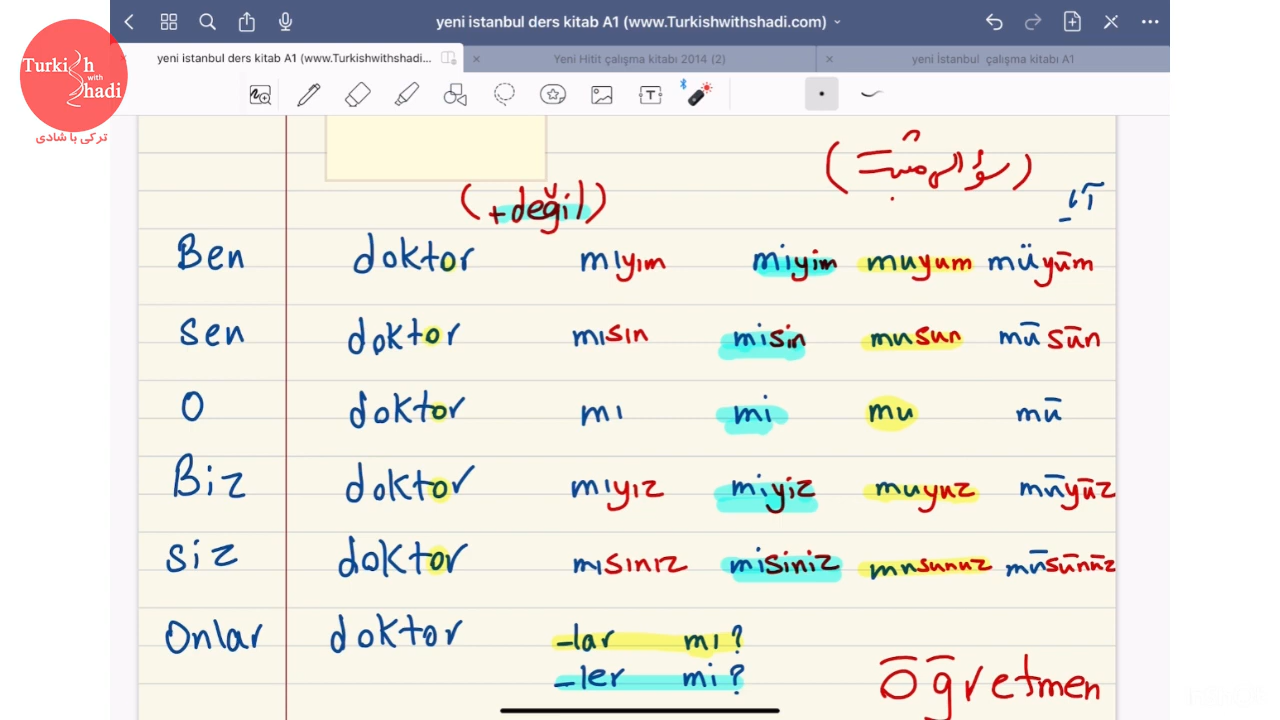 yeni istanbul ders kitab A1 (www.Turkishwithshadi.com)
yeni istanbul ders kitab A1 (www.Turkishwithshadi...
Yeni Hitit çalışma kitabı 2014 (2)
yeni İstanbul çalışma kitabı A1
Turkish with Shadi
ترکی با شادی
(سؤالی مثبت)
(+değil)
Ben doktor mıyım miyim muyum müyüm
Sen doktor mısın misin musun müsün
O doktor mı mi mu mü
Biz doktor mıyız miyiz muyuz müyüz
Siz doktor mısınız misiniz musunuz müsünüz
Onlar doktor -lar mı?
-ler mi?
öğretmen